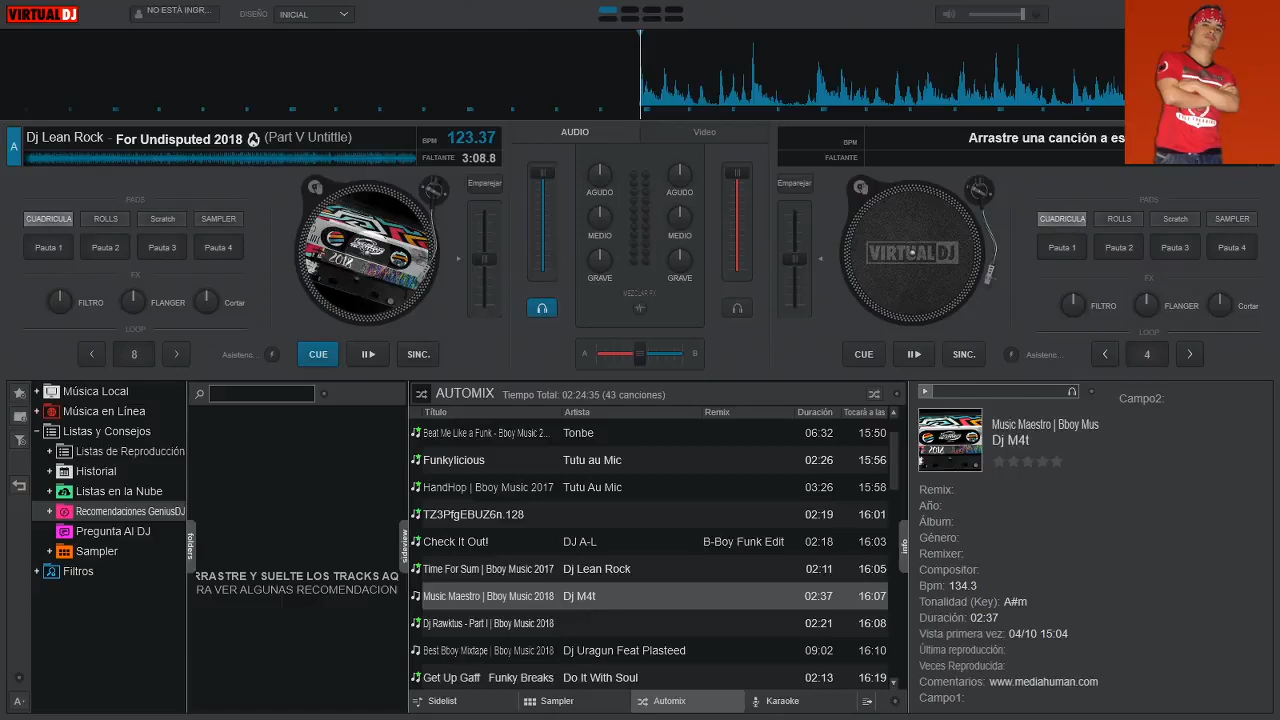 VIRTUAL DJ
NO ESTÁ INGR...
DISEÑO
INICIAL
A
Dj Lean Rock - For Undisputed 2018 (Part V Untittle)
BPM 123.37
FALTANTE 3:08.8
AUDIO
Video
BPM
FALTANTE
Arrastre una canción a es
PADS
CUADRICULA ROLLS Scratch SAMPLER
Pauta 1 Pauta 2 Pauta 3 Pauta 4
FX
FILTRO FLANGER Cortar
LOOP
8
Asistenc...
CUE
SINC.
2018
Emparejar
AGUDO AGUDO
MEDIO MEDIO
GRAVE GRAVE
MEZCLAR FX
A B
Emparejar
VIRTUAL DJ
PADS
CUADRICULA ROLLS Scratch SAMPLER
Pauta 1 Pauta 2 Pauta 3 Pauta 4
FX
FILTRO FLANGER Cortar
LOOP
CUE
SINC.
Asistenc...
4
Música Local
Música en Línea
Listas y Consejos
Listas de Reproducción
Historial
Listas en la Nube
Recomendaciones GeniusDJ
Pregunta Al DJ
Sampler
Filtros
A
folders
RRASTRE Y SUELTE LOS TRACKS AQ
RA VER ALGUNAS RECOMENDACION
sideview
AUTOMIX Tiempo Total: 02:24:35 (43 canciones)
Título Artista Remix Duración Tocará a las
Beat Me Like a Funk - Bboy Music 2... Tonbe 06:32 15:50
Funkylicious Tutu au Mic 02:26 15:56
HandHop | Bboy Music 2017 Tutu Au Mic 03:26 15:58
TZ3PfgEBUZ6n.128 02:19 16:01
Check It Out! DJ A-L B-Boy Funk Edit 02:18 16:03
Time For Sum | Bboy Music 2017 Dj Lean Rock 02:11 16:05
Music Maestro | Bboy Music 2018 Dj M4t 02:37 16:07
Dj Rawktus - Part I | Bboy Music 2018 02:21 16:08
Best Bboy Mixtape | Bboy Music 2018 Dj Uragun Feat Plasteed 09:02 16:10
Get Up Gaff Funky Breaks Do It With Soul 02:13 16:19
Sidelist Sampler Automix Karaoke
info
Campo2:
Music Maestro | Bboy Mus
Dj M4t
Remix:
Año:
Álbum:
Género:
Remixer:
Compositor:
Bpm: 134.3
Tonalidad (Key): A#m
Duración: 02:37
Vista primera vez: 04/10 15:04
Última reproducción:
Veces Reproducida:
Comentarios: www.mediahuman.com
Campo1: